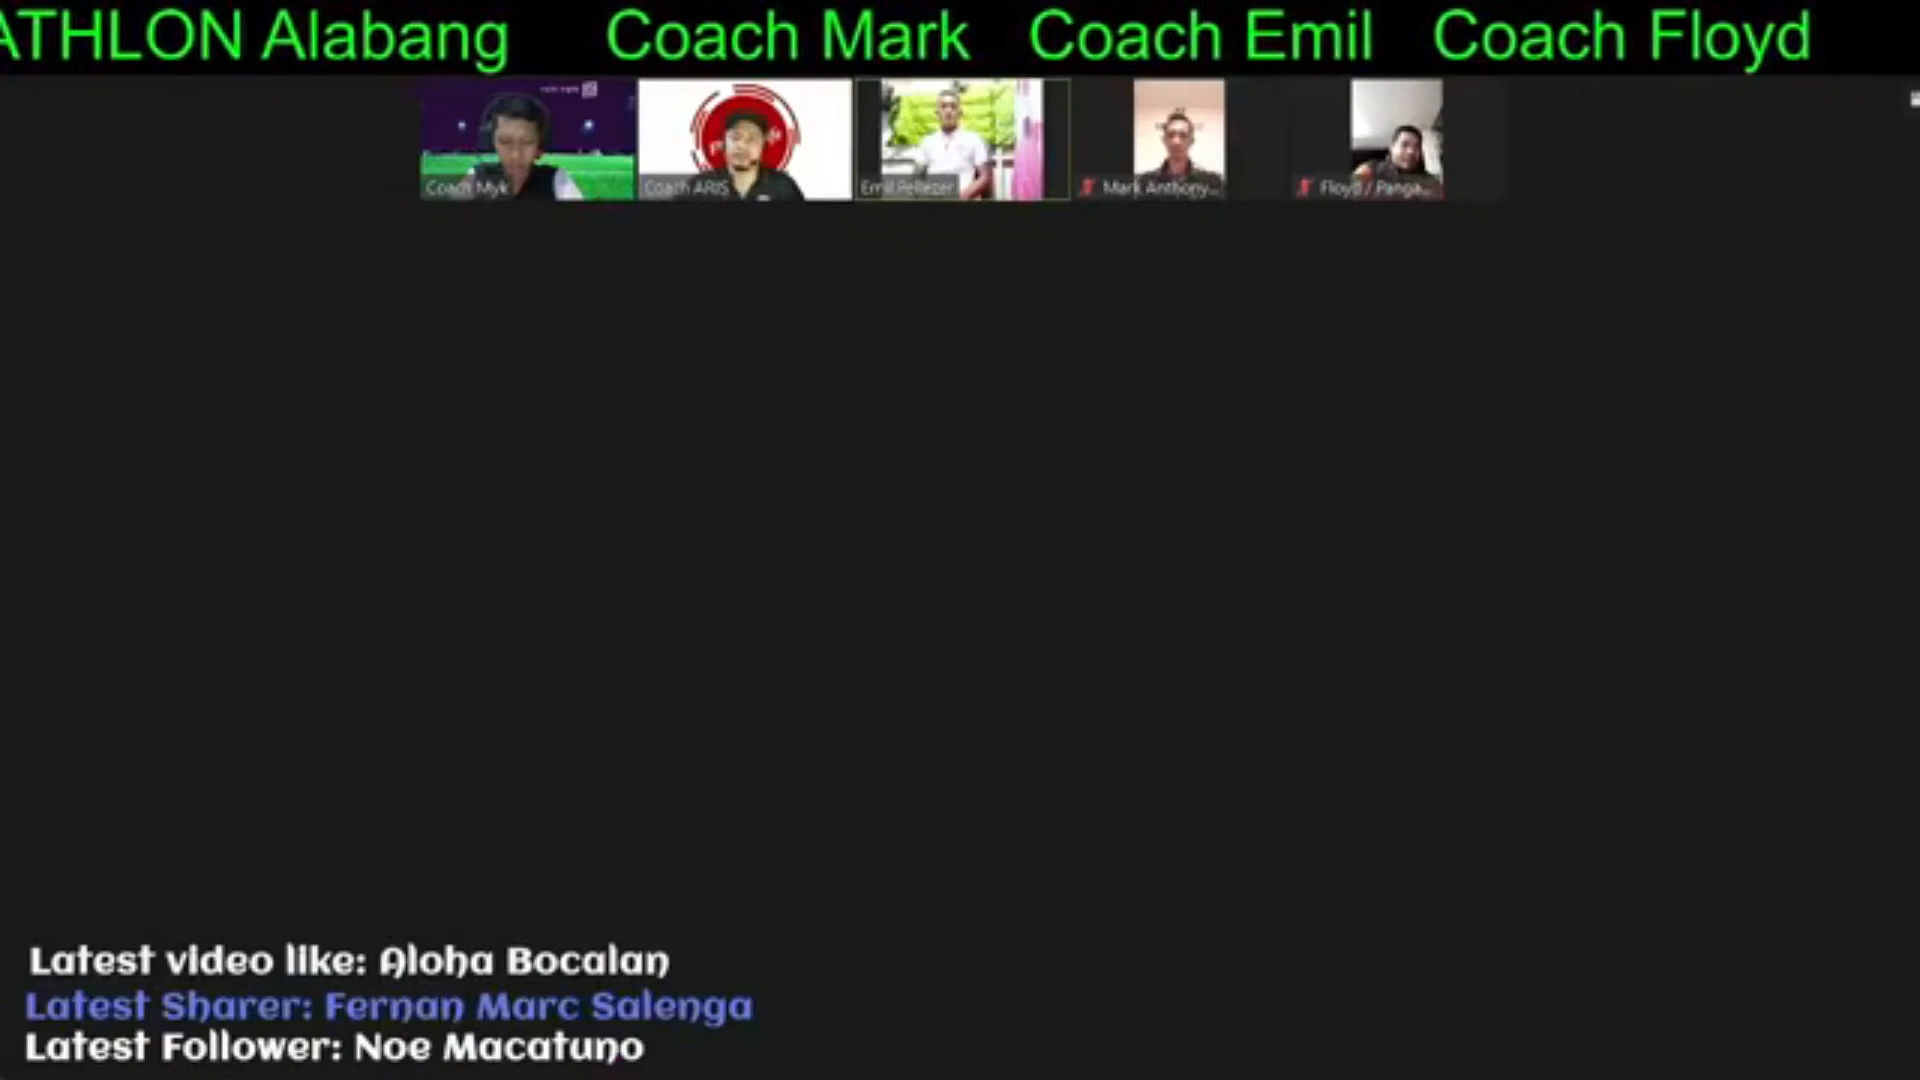 ATHLON Alabang Coach Mark Coach Emil Coach Floyd
Coach Myk
Coach ARIS
Emil Pellezer
Mark Anthony...
Floyd / Panga...
Latest video like: Aloha Bocalan
Latest Sharer: Fernan Marc Salenga
Latest Follower: Noe Macatuno